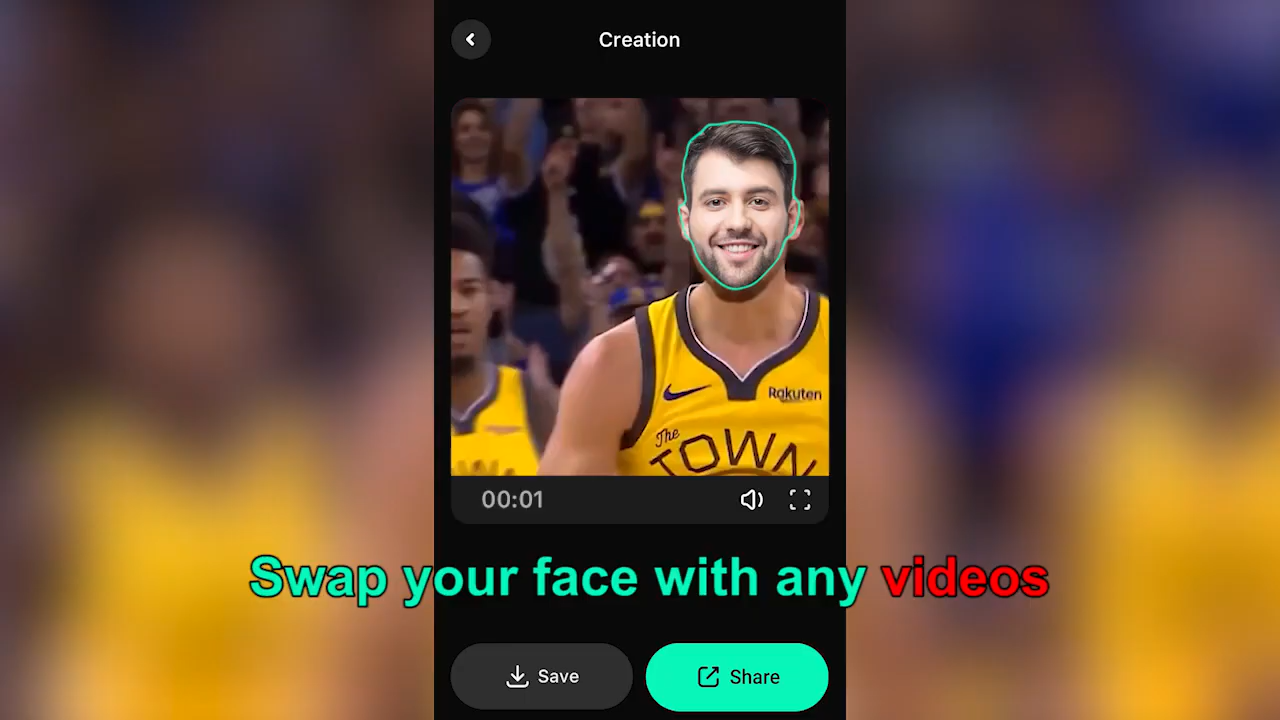 Creation
Rakuten
The
TOWN
00:01
Swap your face with any videos
Save
Share